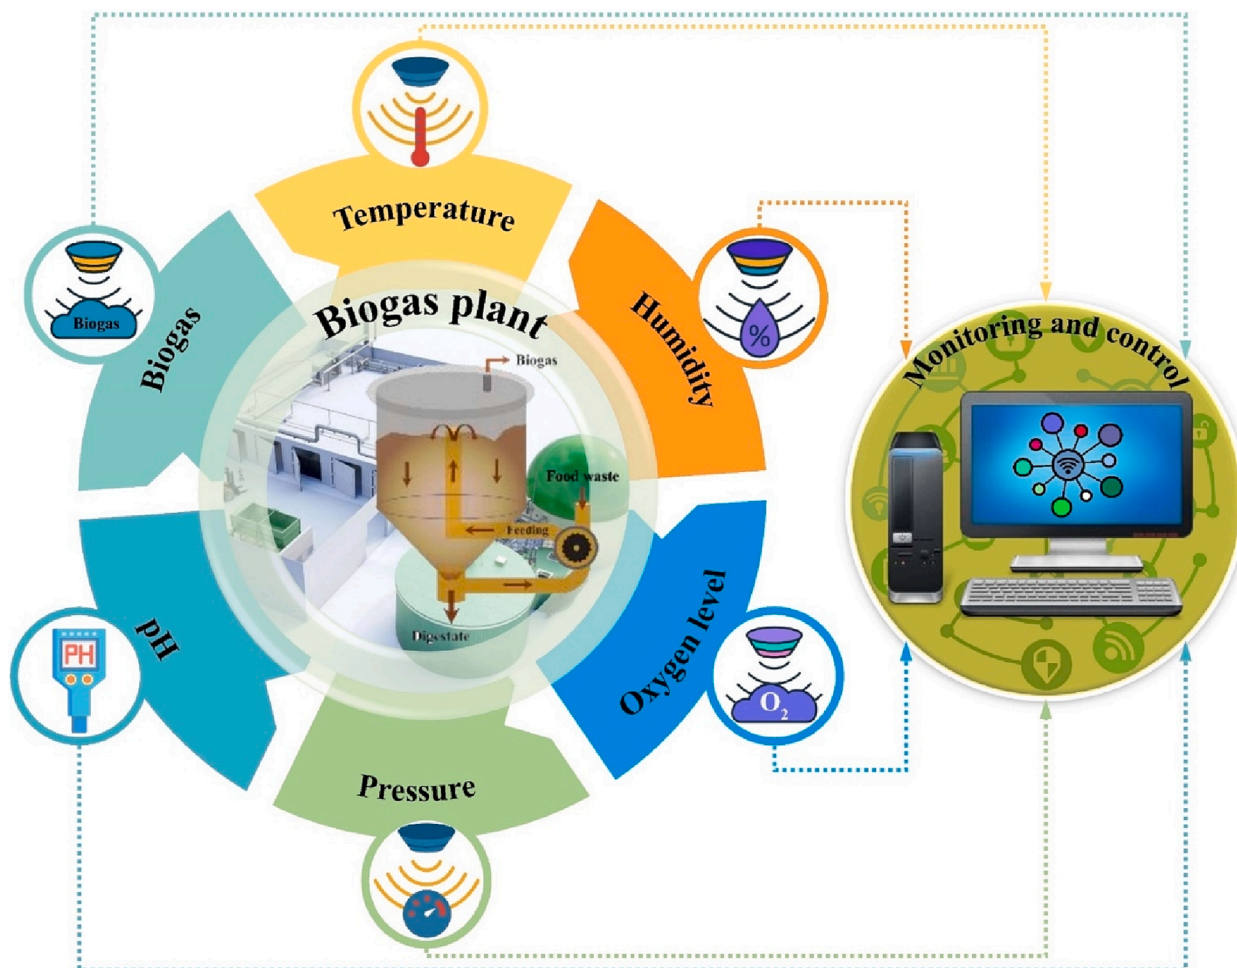 Temperature
Biogas
Biogas
Humidity
%
Monitoring and control
Biogas plant
Biogas
Food waste
Feeding
Digestate
pH
PH
Oxygen level
O₂
Pressure